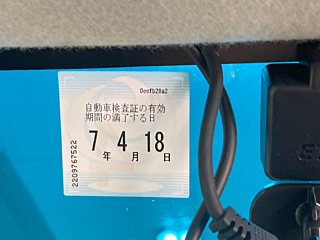 0ecfb28a2
自動車検査証の有効
期間の満了する日
7 4 18
年 月 日
2209767522